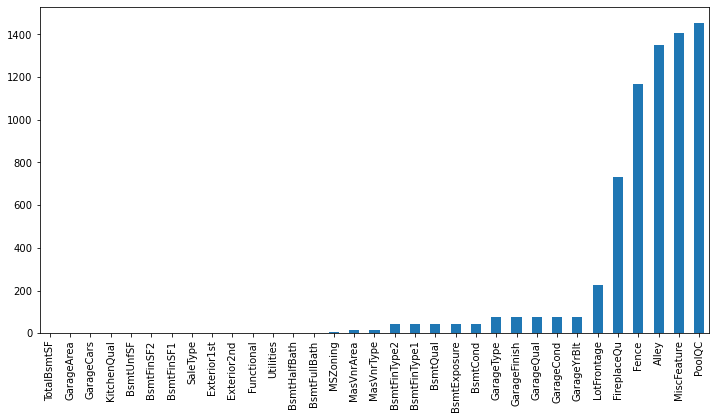 1400
1200
1000
800
600
400
200
0
TotalBsmtSF
GarageArea
GarageCars
KitchenQual
BsmtUnfSF
BsmtFinSF2
BsmtFinSF1
SaleType
Exterior1st
Exterior2nd
Functional
Utilities
BsmtHalfBath
BsmtFullBath
MSZoning
MasVnrArea
MasVnrType
BsmtFinType2
BsmtFinType1
BsmtQual
BsmtExposure
BsmtCond
GarageType
GarageFinish
GarageQual
GarageCond
GarageYrBlt
LotFrontage
FireplaceQu
Fence
Alley
MiscFeature
PoolQC